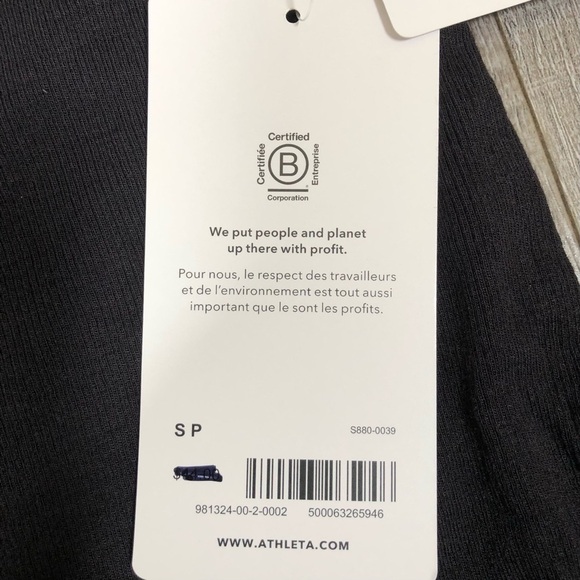 Certified
Certifiée
B
Entreprise
Corporation
We put people and planet
up there with profit.
Pour nous, le respect des travailleurs
et de l'environnement est tout aussi
important que le sont les profits.
S P
S880-0039
981324-00-2-0002 500063265946
WWW.ATHLETA.COM